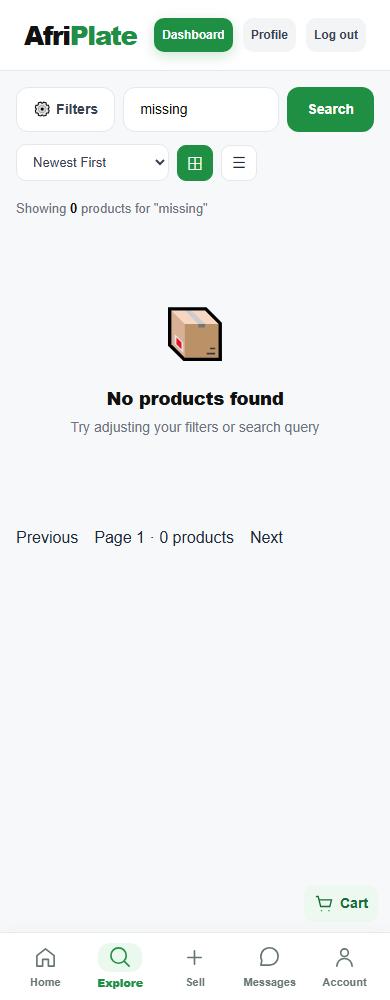 AfriPlate Dashboard Profile Log out
Filters missing Search
Newest First
Showing 0 products for "missing"
No products found
Try adjusting your filters or search query
Previous Page 1 · 0 products Next
Cart
Home Explore Sell Messages Account